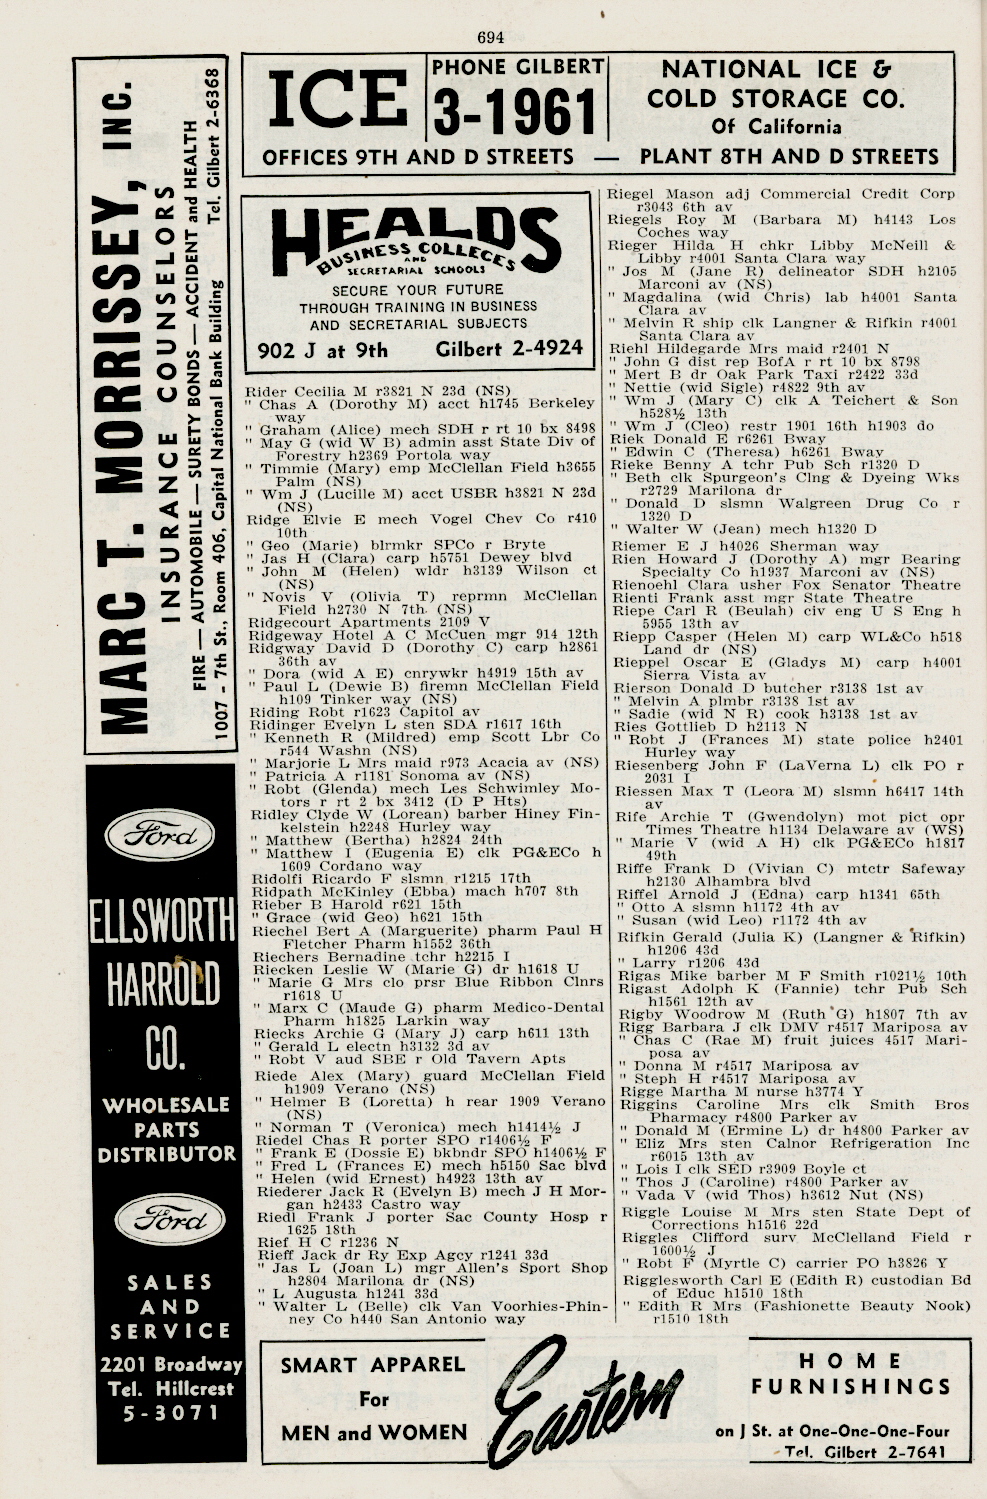 694
MARC T. MORRISSEY, INC.
INSURANCE COUNSELORS
FIRE — AUTOMOBILE — SURETY BONDS — ACCIDENT and HEALTH
1007 - 7th St., Room 406, Capital National Bank Building Tel. Gilbert 2-6368
Ford
ELLSWORTH
HARROLD
CO.
WHOLESALE
PARTS
DISTRIBUTOR
Ford
SALES
AND
SERVICE
2201 Broadway
Tel. Hillcrest
5-3071
ICE
PHONE GILBERT
3-1961
NATIONAL ICE &
COLD STORAGE CO.
Of California
OFFICES 9TH AND D STREETS — PLANT 8TH AND D STREETS
HEALDS
BUSINESS COLLEGES
AND
SECRETARIAL SCHOOLS
SECURE YOUR FUTURE
THROUGH TRAINING IN BUSINESS
AND SECRETARIAL SUBJECTS
902 J at 9th Gilbert 2-4924
Rider Cecilia M r3821 N 23d (NS)
" Chas A (Dorothy M) acct h1745 Berkeley
way
" Graham (Alice) mech SDH r rt 10 bx 8498
" May G (wid W B) admin asst State Div of
Forestry h2369 Portola way
" Timmie (Mary) emp McClellan Field h3655
Palm (NS)
" Wm J (Lucille M) acct USBR h3821 N 23d
(NS)
Ridge Elvie E mech Vogel Chev Co r410
10th
" Geo (Marie) blrmkr SPCo r Bryte
" Jas H (Clara) carp h5751 Dewey blvd
" John M (Helen) wldr h3139 Wilson ct
(NS)
" Novis V (Olivia T) reprmn McClellan
Field h2730 N 7th (NS)
Ridgecourt Apartments 2109 V
Ridgeway Hotel A C McCuen mgr 914 12th
Ridgway David D (Dorothy C) carp h2861
36th av
" Dora (wid A E) cnrywkr h4919 15th av
" Paul L (Dewie B) firemn McClellan Field
h109 Tinker way (NS)
Riding Robt r1623 Capitol av
Ridinger Evelyn L sten SDA r1617 16th
" Kenneth R (Mildred) emp Scott Lbr Co
r544 Washn (NS)
" Marjorie L Mrs maid r973 Acacia av (NS)
" Patricia A r1181 Sonoma av (NS)
" Robt (Glenda) mech Les Schwimley Mo-
tors r rt 2 bx 3412 (D P Hts)
Ridley Clyde W (Lorean) barber Hiney Fin-
kelstein h2248 Hurley way
" Matthew (Bertha) h2824 24th
" Matthew I (Eugenia E) clk PG&ECo h
1609 Cordano way
Ridolfi Ricardo F slsmn r1215 17th
Ridpath McKinley (Ebba) mach h707 8th
Rieber B Harold r621 15th
" Grace (wid Geo) h621 15th
Riechel Bert A (Marguerite) pharm Paul H
Fletcher Pharm h1552 36th
Riechers Bernadine tchr h2215 I
Riecken Leslie W (Marie G) dr h1618 U
" Marie G Mrs clo prsr Blue Ribbon Clnrs
r1618 U
" Marx C (Maude G) pharm Medico-Dental
Pharm h1825 Larkin way
Riecks Archie G (Mary J) carp h611 13th
" Gerald L electn h3132 3d av
" Robt V aud SBE r Old Tavern Apts
Riede Alex (Mary) guard McClellan Field
h1909 Verano (NS)
" Helmer B (Loretta) h rear 1909 Verano
(NS)
" Norman T (Veronica) mech h1414½ J
Riedel Chas R porter SPO r1406½ F
" Frank E (Dossie E) bkbndr SPO h1406½ F
" Fred L (Frances E) mech h5150 Sac blvd
" Helen (wid Ernest) h4923 13th av
Riederer Jack R (Evelyn B) mech J H Mor-
gan h2433 Castro way
Riedl Frank J porter Sac County Hosp r
1625 18th
Rief H C r1236 N
Rieff Jack dr Ry Exp Agcy r1241 33d
" Jas L (Joan L) mgr Allen's Sport Shop
h2804 Marilona dr (NS)
" L Augusta h1241 33d
" Walter L (Belle) clk Van Voorhies-Phin-
ney Co h440 San Antonio way
Riegel Mason adj Commercial Credit Corp
r3043 6th av
Riegels Roy M (Barbara M) h4143 Los
Coches way
Rieger Hilda H chkr Libby McNeill &
Libby r4001 Santa Clara way
" Jos M (Jane R) delineator SDH h2105
Marconi av (NS)
" Magdalina (wid Chris) lab h4001 Santa
Clara av
" Melvin R ship clk Langner & Rifkin r4001
Santa Clara av
Riehl Hildegarde Mrs maid r2401 N
" John G dist rep BofA r rt 10 bx 8798
" Mert B dr Oak Park Taxi r2422 33d
" Nettie (wid Sigle) r4822 9th av
" Wm J (Mary C) clk A Teichert & Son
h528½ 13th
" Wm J (Cleo) restr 1901 16th h1903 do
Riek Donald E r6261 Bway
" Edwin C (Theresa) h6261 Bway
Rieke Benny A tchr Pub Sch r1320 D
" Beth clk Spurgeon's Clng & Dyeing Wks
r2729 Marilona dr
" Donald D slsmn Walgreen Drug Co r
1320 D
" Walter W (Jean) mech h1320 D
Riemer E J h4026 Sherman way
Rien Howard J (Dorothy A) mgr Bearing
Specialty Co h1937 Marconi av (NS)
Rienoehl Clara usher Fox Senator Theatre
Rienti Frank asst mgr State Theatre
Riepe Carl R (Beulah) civ eng U S Eng h
5955 13th av
Riepp Casper (Helen M) carp WL&Co h518
Land dr (NS)
Rieppel Oscar E (Gladys M) carp h4001
Sierra Vista av
Rierson Donald D butcher r3138 1st av
" Melvin A plmbr r3138 1st av
" Sadie (wid N R) cook h3138 1st av
Ries Gottlieb D h2113 N
" Robt J (Frances M) state police h2401
Hurley way
Riesenberg John F (LaVerna L) clk PO r
2031 I
Riessen Max T (Leora M) slsmn h6417 14th
av
Rife Archie T (Gwendolyn) mot pict opr
Times Theatre h1134 Delaware av (WS)
" Marie V (wid A H) clk PG&ECo h1817
49th
Riffe Frank D (Vivian C) mtctr Safeway
h2130 Alhambra blvd
Riffel Arnold J (Edna) carp h1341 65th
" Otto A slsmn h1172 4th av
" Susan (wid Leo) r1172 4th av
Rifkin Gerald (Julia K) (Langner & Rifkin)
h1206 43d
" Larry r1206 43d
Rigas Mike barber M F Smith r1021½ 10th
Rigast Adolph K (Fannie) tchr Pub Sch
h1561 12th av
Rigby Woodrow M (Ruth G) h1807 7th av
Rigg Barbara J clk DMV r4517 Mariposa av
" Chas C (Rae M) fruit juices 4517 Mari-
posa av
" Donna M r4517 Mariposa av
" Steph H r4517 Mariposa av
Rigge Martha M nurse h3774 Y
Riggins Caroline Mrs clk Smith Bros
Pharmacy r4800 Parker av
" Donald M (Ermine L) dr h4800 Parker av
" Eliz Mrs sten Calnor Refrigeration Inc
r6015 13th av
" Lois I clk SED r3909 Boyle ct
" Thos J (Caroline) r4800 Parker av
" Vada V (wid Thos) h3612 Nut (NS)
Riggle Louise M Mrs sten State Dept of
Corrections h1516 22d
Riggles Clifford surv McClelland Field r
1600½ J
" Robt F (Myrtle C) carrier PO h3826 Y
Rigglesworth Carl E (Edith R) custodian Bd
of Educ h1510 18th
" Edith R Mrs (Fashionette Beauty Nook)
r1510 18th
SMART APPAREL
For
MEN and WOMEN
Eastern
HOME
FURNISHINGS
on J St. at One-One-One-Four
Tel. Gilbert 2-7641